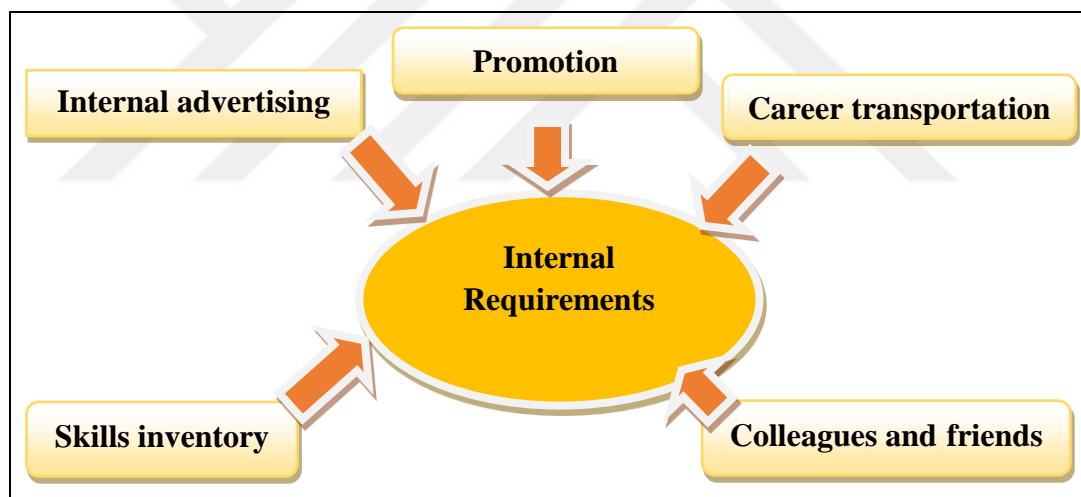 Promotion
Internal advertising
Career transportation
Internal
Requirements
Skills inventory
Colleagues and friends